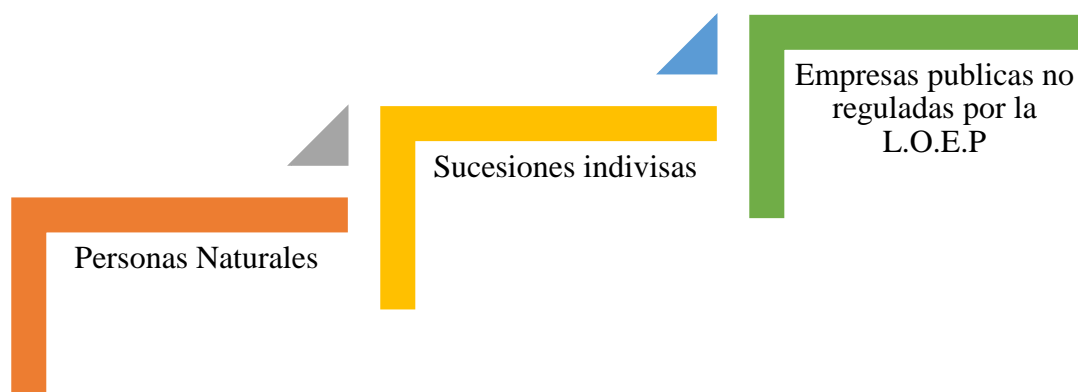 Personas Naturales
Sucesiones indivisas
Empresas publicas no
reguladas por la
L.O.E.P